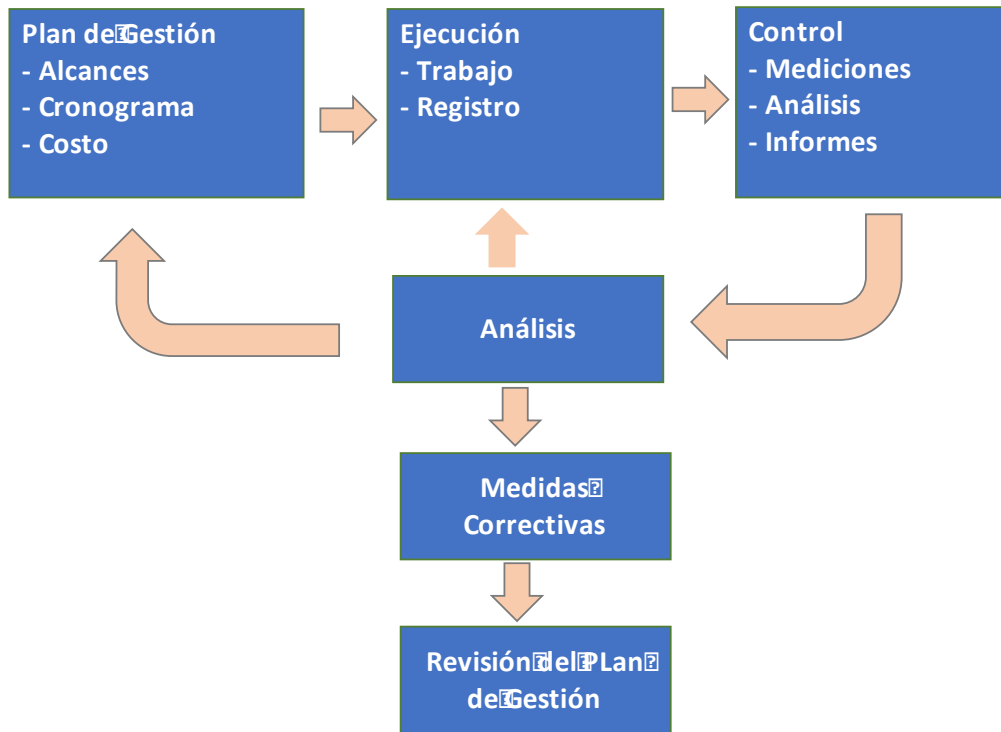 Plan de Gestión
- Alcances
- Cronograma
- Costo
Ejecución
- Trabajo
- Registro
Control
- Mediciones
- Análisis
- Informes
Análisis
Medidas
Correctivas
Revisión del PLan
de Gestión